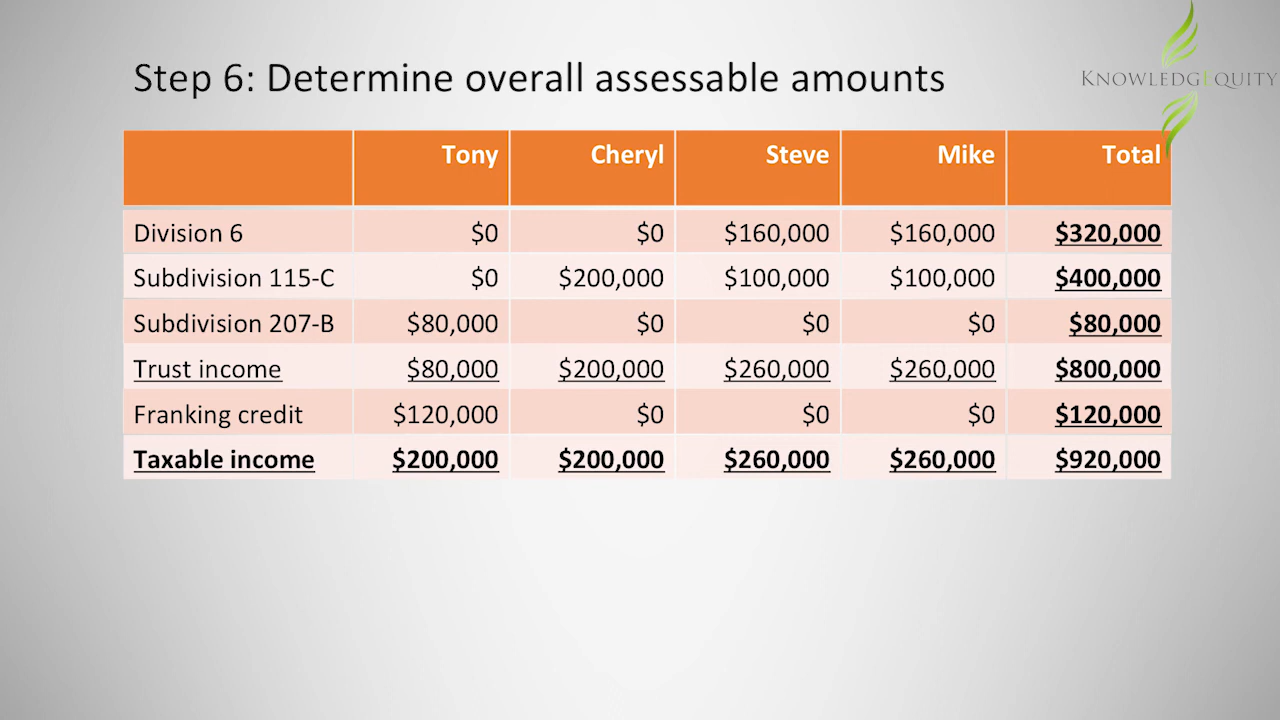 KNOWLEDGEQUITY
Step 6: Determine overall assessable amounts
Tony Cheryl Steve Mike Total
Division 6 $0 $0 $160,000 $160,000 $320,000
Subdivision 115-C $0 $200,000 $100,000 $100,000 $400,000
Subdivision 207-B $80,000 $0 $0 $0 $80,000
Trust income $80,000 $200,000 $260,000 $260,000 $800,000
Franking credit $120,000 $0 $0 $0 $120,000
Taxable income $200,000 $200,000 $260,000 $260,000 $920,000